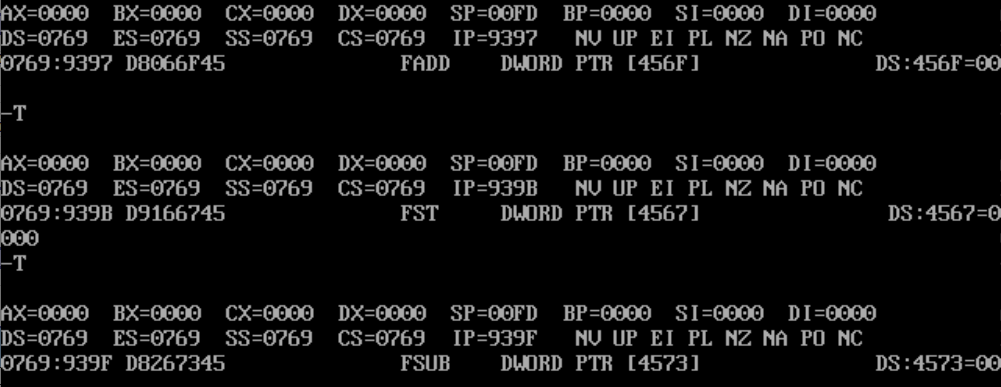 AX=0000  BX=0000  CX=0000  DX=0000  SP=00FD  BP=0000  SI=0000  DI=0000
DS=0769  ES=0769  SS=0769  CS=0769  IP=9397   NV UP EI PL NZ NA PO NC
0769:9397 D8066F45              FADD    DWORD PTR [456F]              DS:456F=00
-T
AX=0000  BX=0000  CX=0000  DX=0000  SP=00FD  BP=0000  SI=0000  DI=0000
DS=0769  ES=0769  SS=0769  CS=0769  IP=939B   NV UP EI PL NZ NA PO NC
0769:939B D9166745              FST     DWORD PTR [4567]               DS:4567=0
000
-T
AX=0000  BX=0000  CX=0000  DX=0000  SP=00FD  BP=0000  SI=0000  DI=0000
DS=0769  ES=0769  SS=0769  CS=0769  IP=939F   NV UP EI PL NZ NA PO NC
0769:939F D8267345              FSUB    DWORD PTR [4573]              DS:4573=00